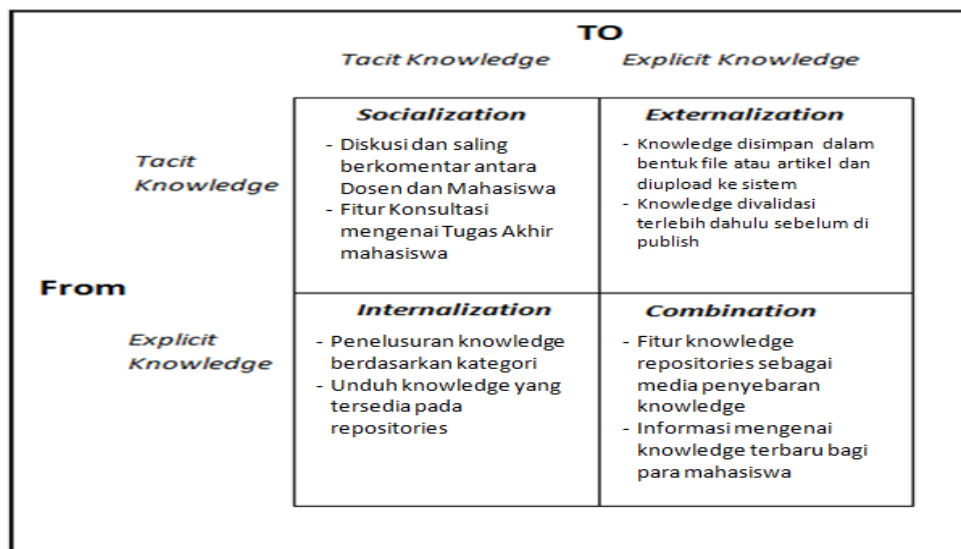 TO
Tacit Knowledge
Explicit Knowledge
From
Tacit
Knowledge
Socialization
- Diskusi dan saling
berkomentar antara
Dosen dan Mahasiswa
- Fitur Konsultasi
mengenai Tugas Akhir
mahasiswa
Externalization
- Knowledge disimpan dalam
bentuk file atau artikel dan
diupload ke sistem
- Knowledge divalidasi
terlebih dahulu sebelum di
publish
Explicit
Knowledge
Internalization
- Penelusuran knowledge
berdasarkan kategori
- Unduh knowledge yang
tersedia pada
repositories
Combination
- Fitur knowledge
repositories sebagai
media penyebaran
knowledge
- Informasi mengenai
knowledge terbaru bagi
para mahasiswa